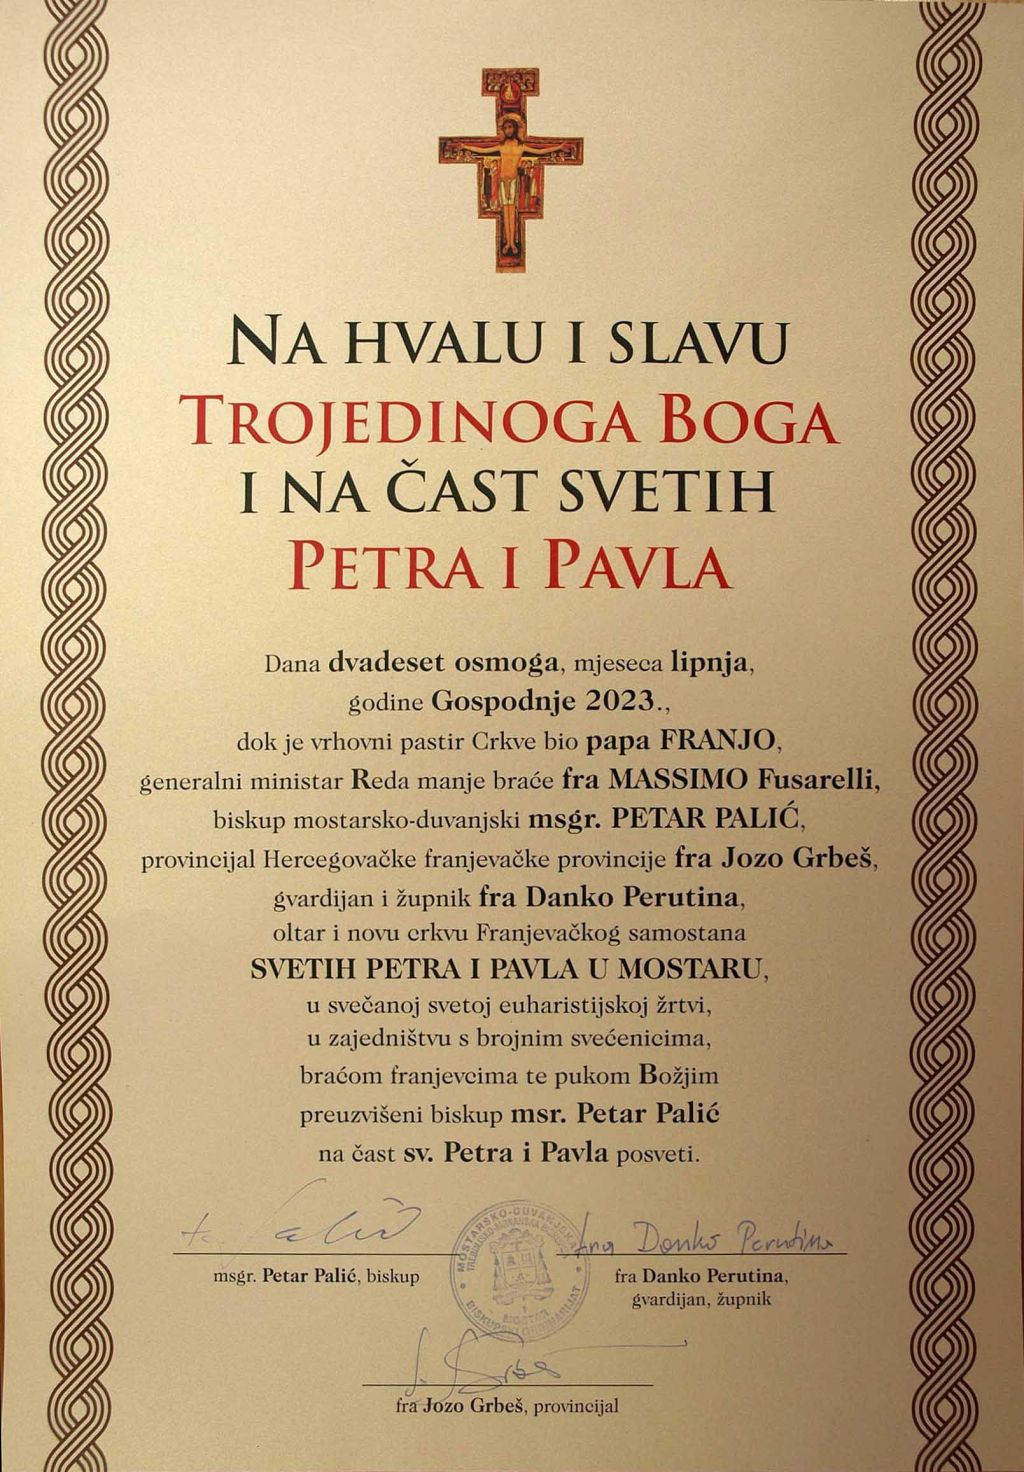 NA HVALU I SLAVU
TROJEDINOGA BOGA
I NA ČAST SVETIH
PETRA I PAVLA
Dana dvadeset osmoga, mjeseca lipnja,
godine Gospodnje 2023.,
dok je vrhovni pastir Crkve bio papa FRANJO,
generalni ministar Reda manje braće fra MASSIMO Fusarelli,
biskup mostarsko-duvanjski msgr. PETAR PALIĆ,
provincijal Hercegovačke franjevačke provincije fra Jozo Grbeš,
gvardijan i župnik fra Danko Perutina,
oltar i novu crkvu Franjevačkog samostana
SVETIH PETRA I PAVLA U MOSTARU,
u svečanoj svetoj euharistijskoj žrtvi,
u zajedništvu s brojnim svećenicima,
braćom franjevcima te pukom Božjim
preuzvišeni biskup msr. Petar Palić
na čast sv. Petra i Pavla posveti.
fra Danko Perutina
MOSTARSKO-DUVANJSKA
BISKUPSKI ORDINARIJAT
MOSTAR
msgr. Petar Palić, biskup
fra Danko Perutina,
gvardijan, župnik
fra Jozo Grbeš, provincijal